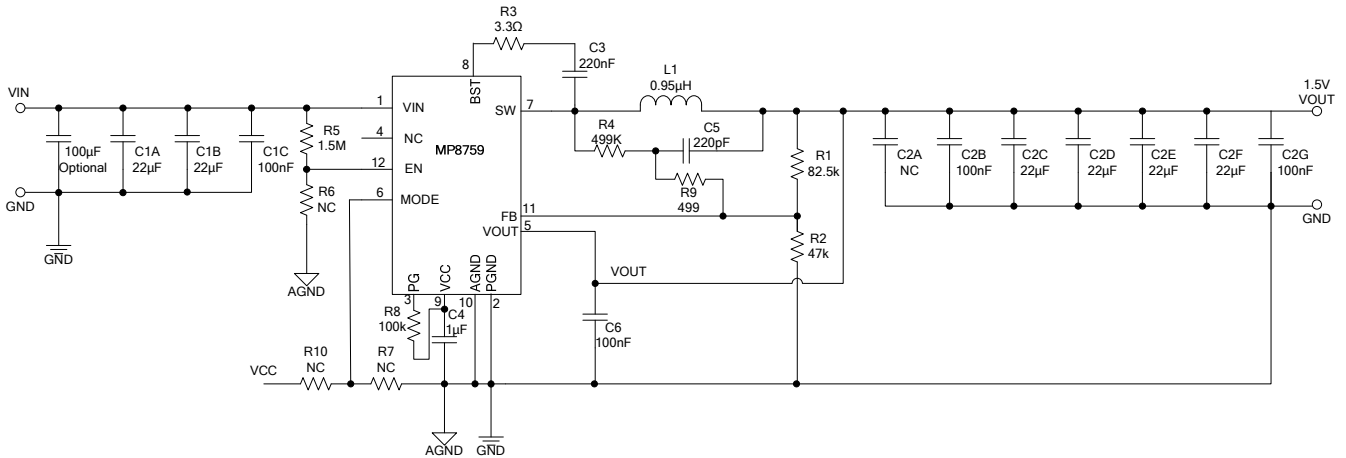 R3
3.3Ω
C3
220nF
8
BST
L1
0.95µH
VIN
1
VIN
SW
7
1.5V
VOUT
R5
1.5M
4
NC
MP8759
R4
499K
C5
220pF
100µF
Optional
C1A
22µF
C1B
22µF
C1C
100nF
12
EN
R1
82.5k
C2A
NC
C2B
100nF
C2C
22µF
C2D
22µF
C2E
22µF
C2F
22µF
C2G
100nF
R6
NC
6
MODE
R9
499
GND
FB
11
VOUT
5
GND
R2
47k
GND
VOUT
AGND
PG
VCC
AGND
PGND
3
9
10
2
R8
100k
C4
1µF
C6
100nF
R10
NC
R7
NC
VCC
AGND
GND